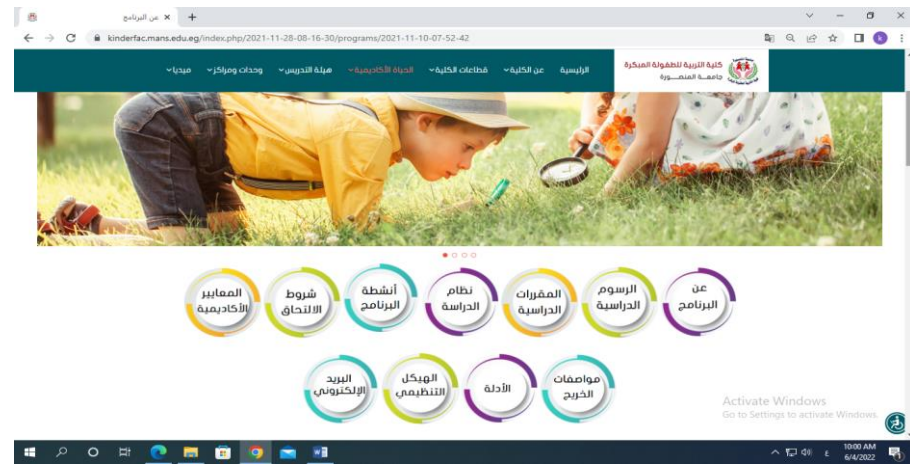 عن البرنامج
kinderfac.mans.edu.eg/index.php/2021-11-28-08-16-30/programs/2021-11-10-07-52-42
كلية التربية للطفولة المبكرة
جامعــة المنصــــورة
الرئيسية
عن الكلية
قطاعات الكلية
الحياة الأكاديمية
هيئة التدريس
وحدات ومراكز
ميديا
عن
البرنامج
الرسوم
الدراسية
المقررات
الدراسية
نظام
الدراسة
أنشطة
البرنامج
شروط
الالتحاق
المعايير
الأكاديمية
مواصفات
الخريج
الأدلة
الهيكل
التنظيمي
البريد
الإلكتروني
Activate Windows
Go to Settings to activate Windows.
ع
10:00 AM
6/4/2022